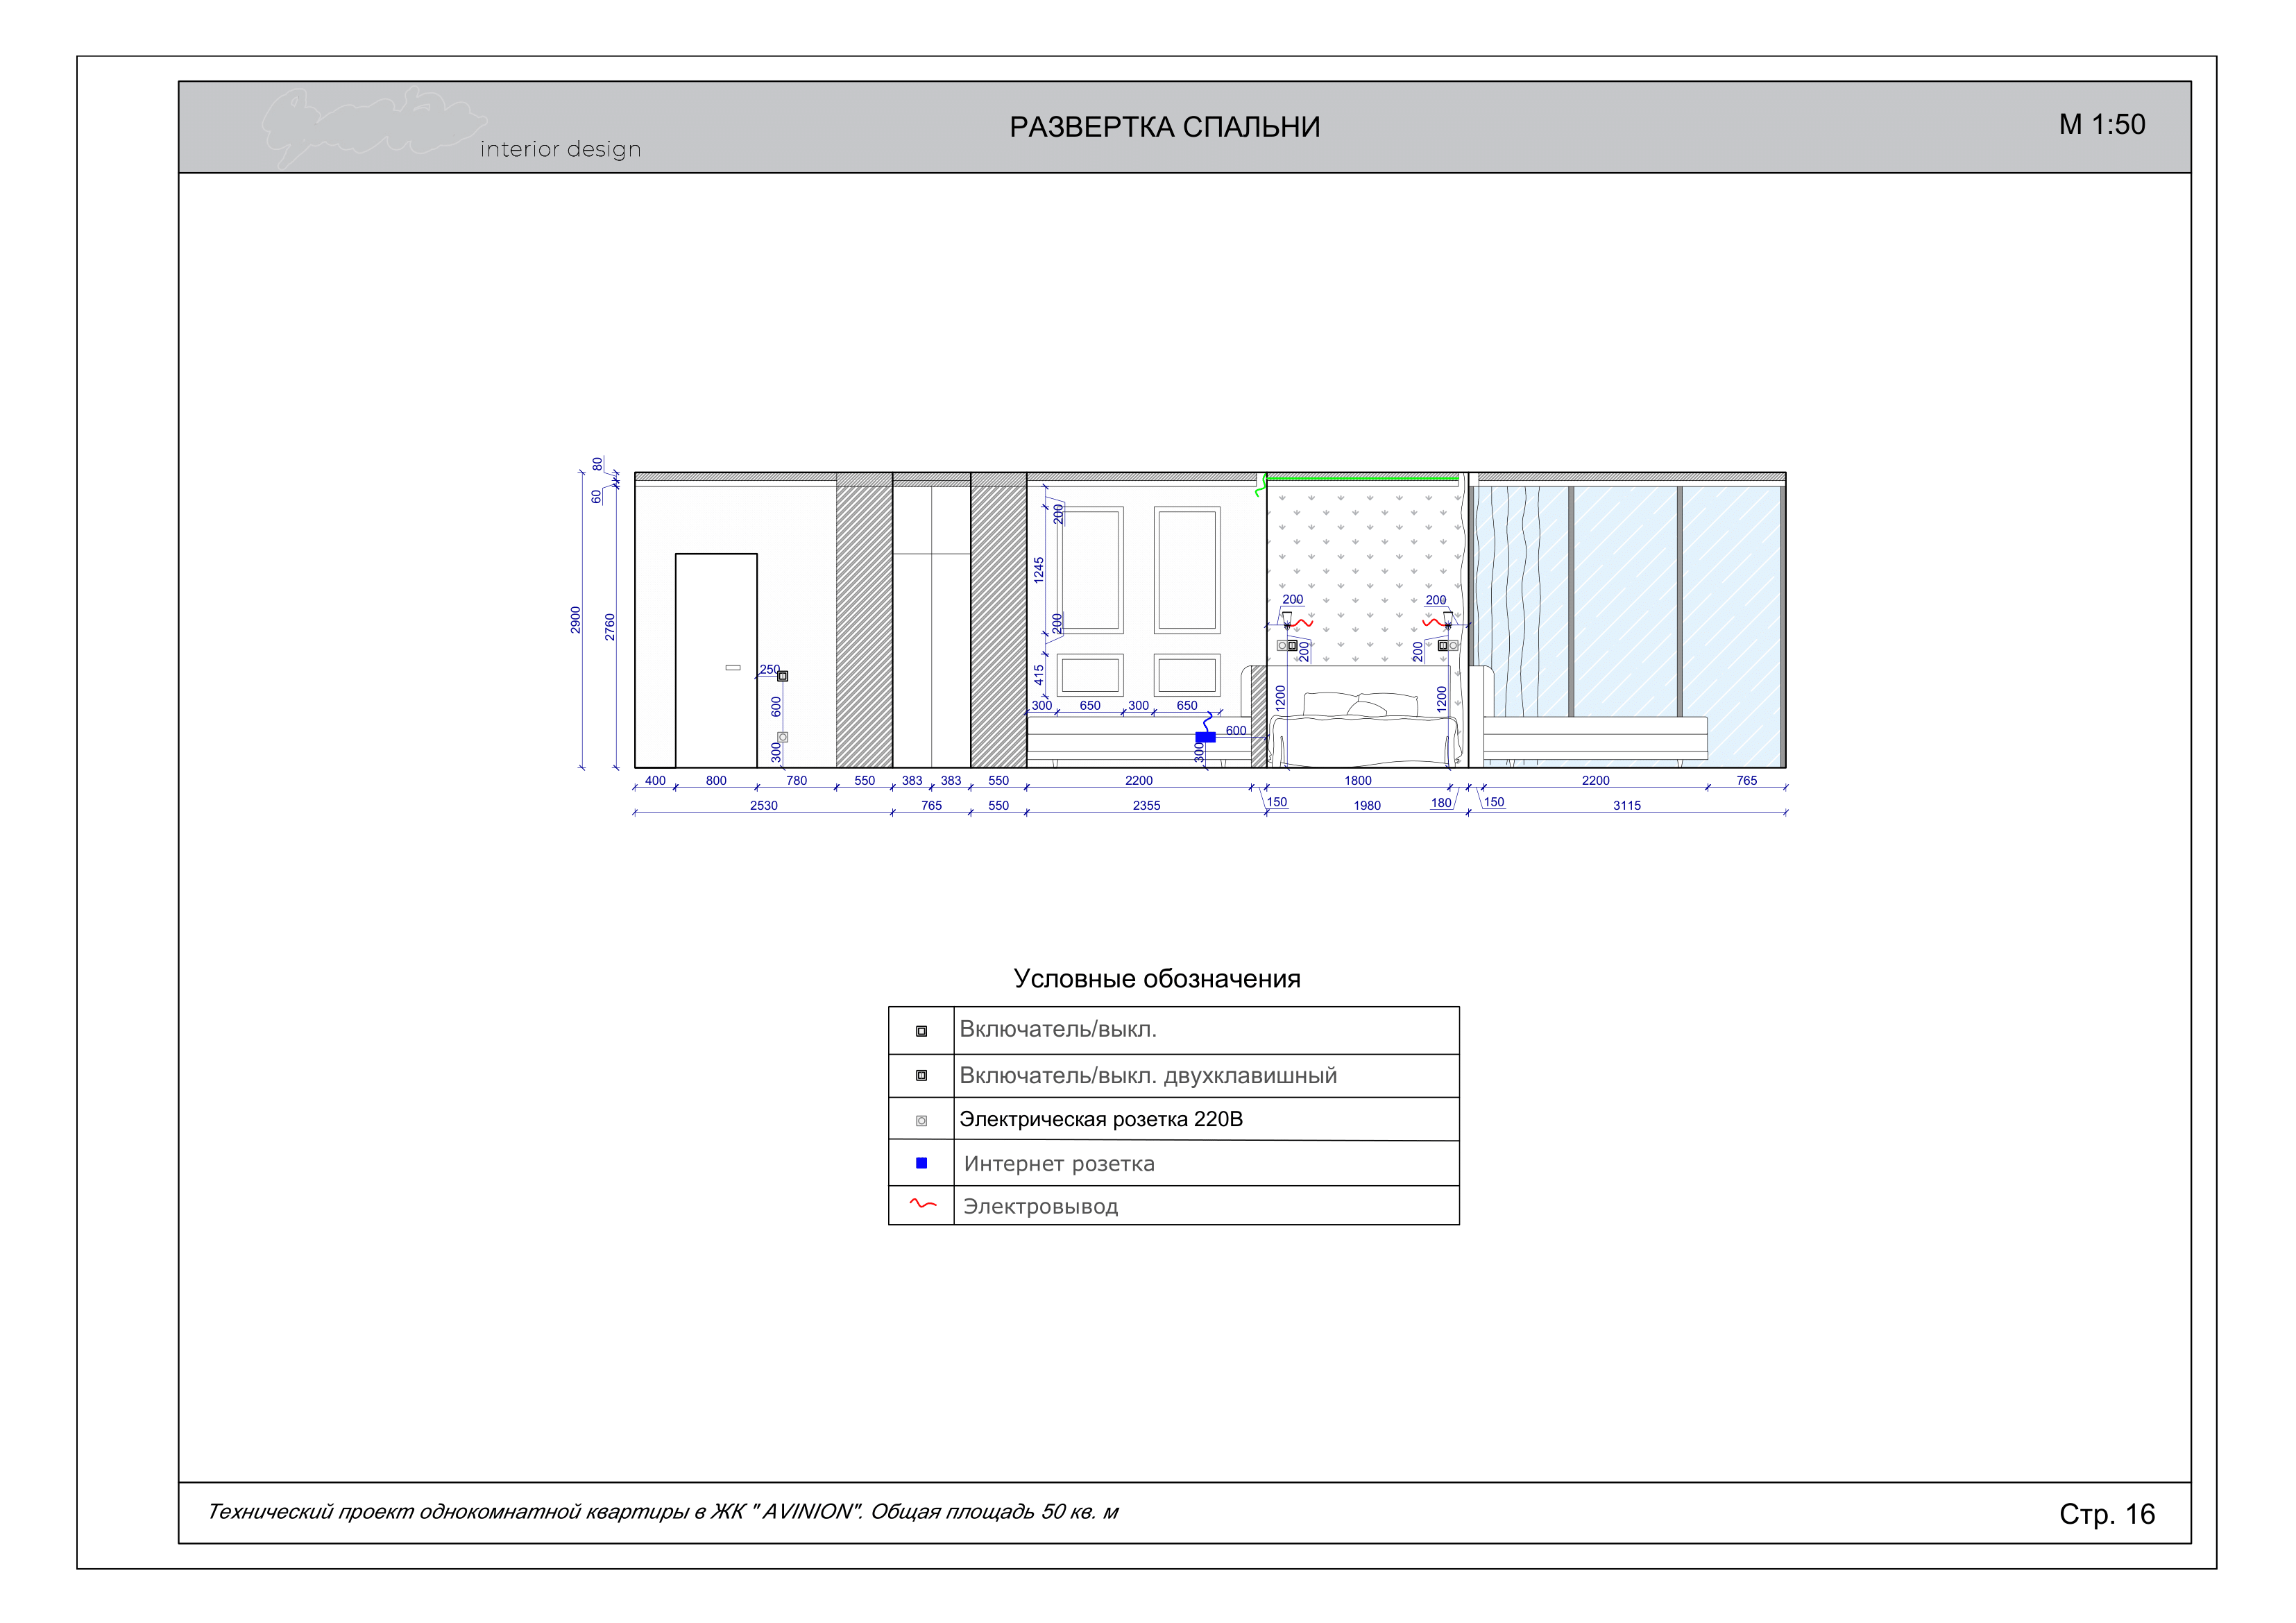 interior design
РАЗВЕРТКА СПАЛЬНИ
М 1:50
80
60
2900
2760
250
600
300
200
1245
200
415
300 650 300 650
600
300
200
200
200
200
1200
1200
400 800 780 550 383 383 550 2200 1800 2200 765
150 180 150
2530 765 550 2355 1980 3115
Условные обозначения
Включатель/выкл.
Включатель/выкл. двухклавишный
Электрическая розетка 220В
Интернет розетка
Электровывод
Технический проект однокомнатной квартиры в ЖК " AVINION". Общая площадь 50 кв. м
Стр. 16